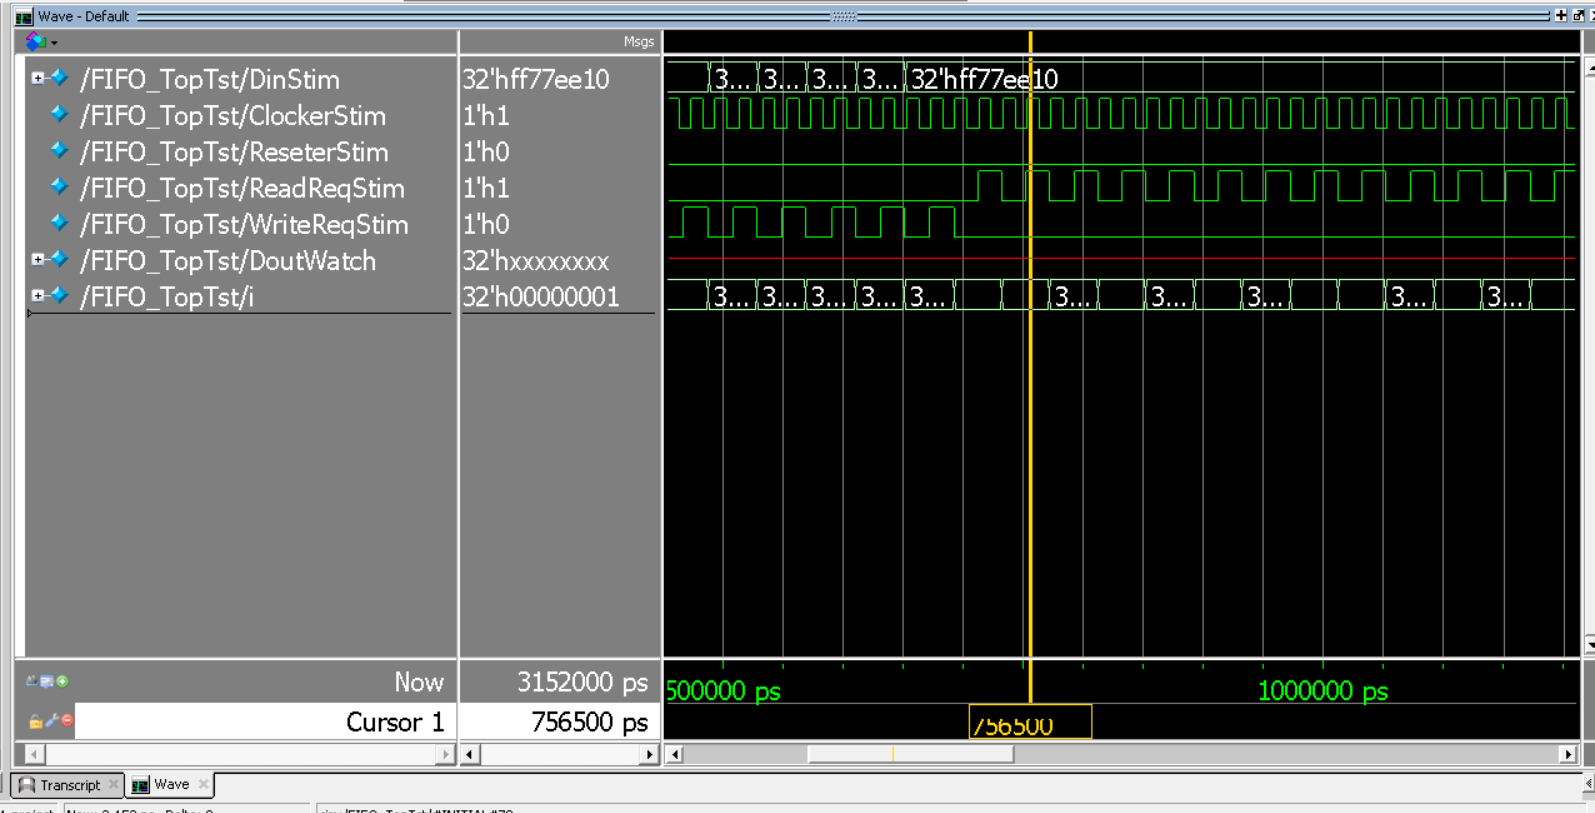 Wave - Default
Msgs
/FIFO_TopTst/DinStim 32'hff77ee10 3... 3... 3... 3... 32'hff77ee10
/FIFO_TopTst/ClockerStim 1'h1
/FIFO_TopTst/ReseterStim 1'h0
/FIFO_TopTst/ReadReqStim 1'h1
/FIFO_TopTst/WriteReqStim 1'h0
/FIFO_TopTst/DoutWatch 32'hxxxxxxxx
/FIFO_TopTst/i 32'h00000001 3... 3... 3... 3... 3... 3... 3... 3... 3... 3...
Now 3152000 ps 500000 ps 1000000 ps
Cursor 1 756500 ps 756500
Transcript Wave